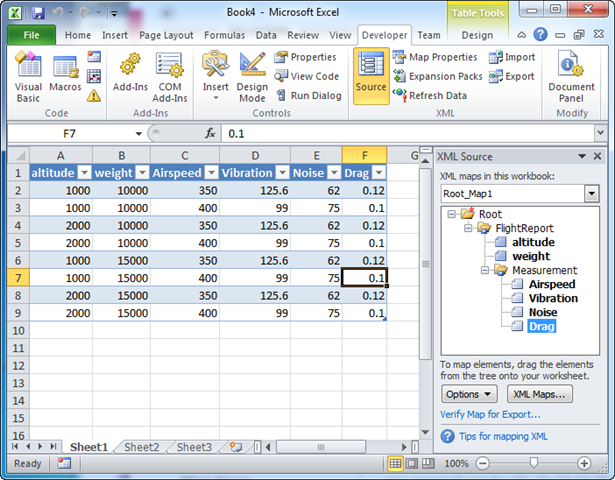 Book4 - Microsoft Excel
Table Tools
File Home Insert Page Layout Formulas Data Review View Developer Team Design
Visual Basic
Macros
Code
Add-Ins
COM Add-Ins
Add-Ins
Insert
Design Mode
Properties
View Code
Run Dialog
Controls
Source
Map Properties
Expansion Packs
Refresh Data
Import
Export
XML
Document Panel
Modify
F7 fx 0.1
A B C D E F G
1 altitude weight Airspeed Vibration Noise Drag
2 1000 10000 350 125.6 62 0.12
3 1000 10000 400 99 75 0.1
4 2000 10000 350 125.6 62 0.12
5 2000 10000 400 99 75 0.1
6 1000 15000 350 125.6 62 0.12
7 1000 15000 400 99 75 0.1
8 2000 15000 350 125.6 62 0.12
9 2000 15000 400 99 75 0.1
10
11
12
13
14
15
16
XML Source
XML maps in this workbook:
Root_Map1
Root
FlightReport
altitude
weight
Measurement
Airspeed
Vibration
Noise
Drag
To map elements, drag the elements
from the tree onto your worksheet.
Options XML Maps...
Verify Map for Export...
Tips for mapping XML
Sheet1 Sheet2 Sheet3
Ready 100%